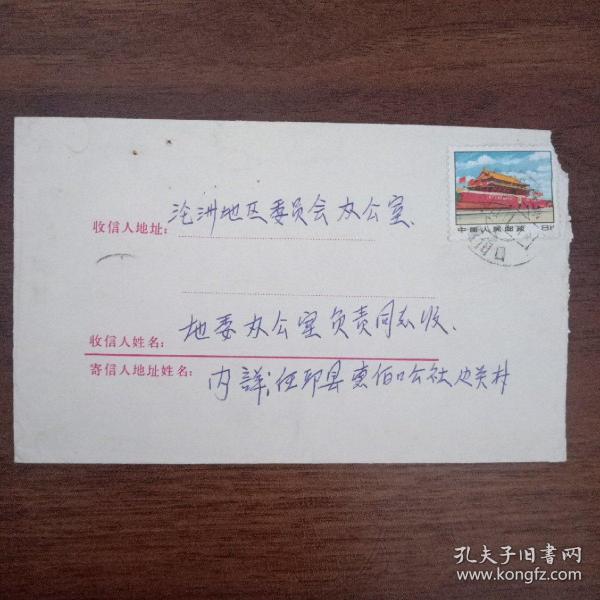 中国人民邮政 8分
收信人地址: 沧洲地区委员会办公室.
收信人姓名: 地委办公室负责同志收.
寄信人地址姓名: 内詳;任邱县惠伯口公社边关村
孔夫子旧书网
www.kongfz.com